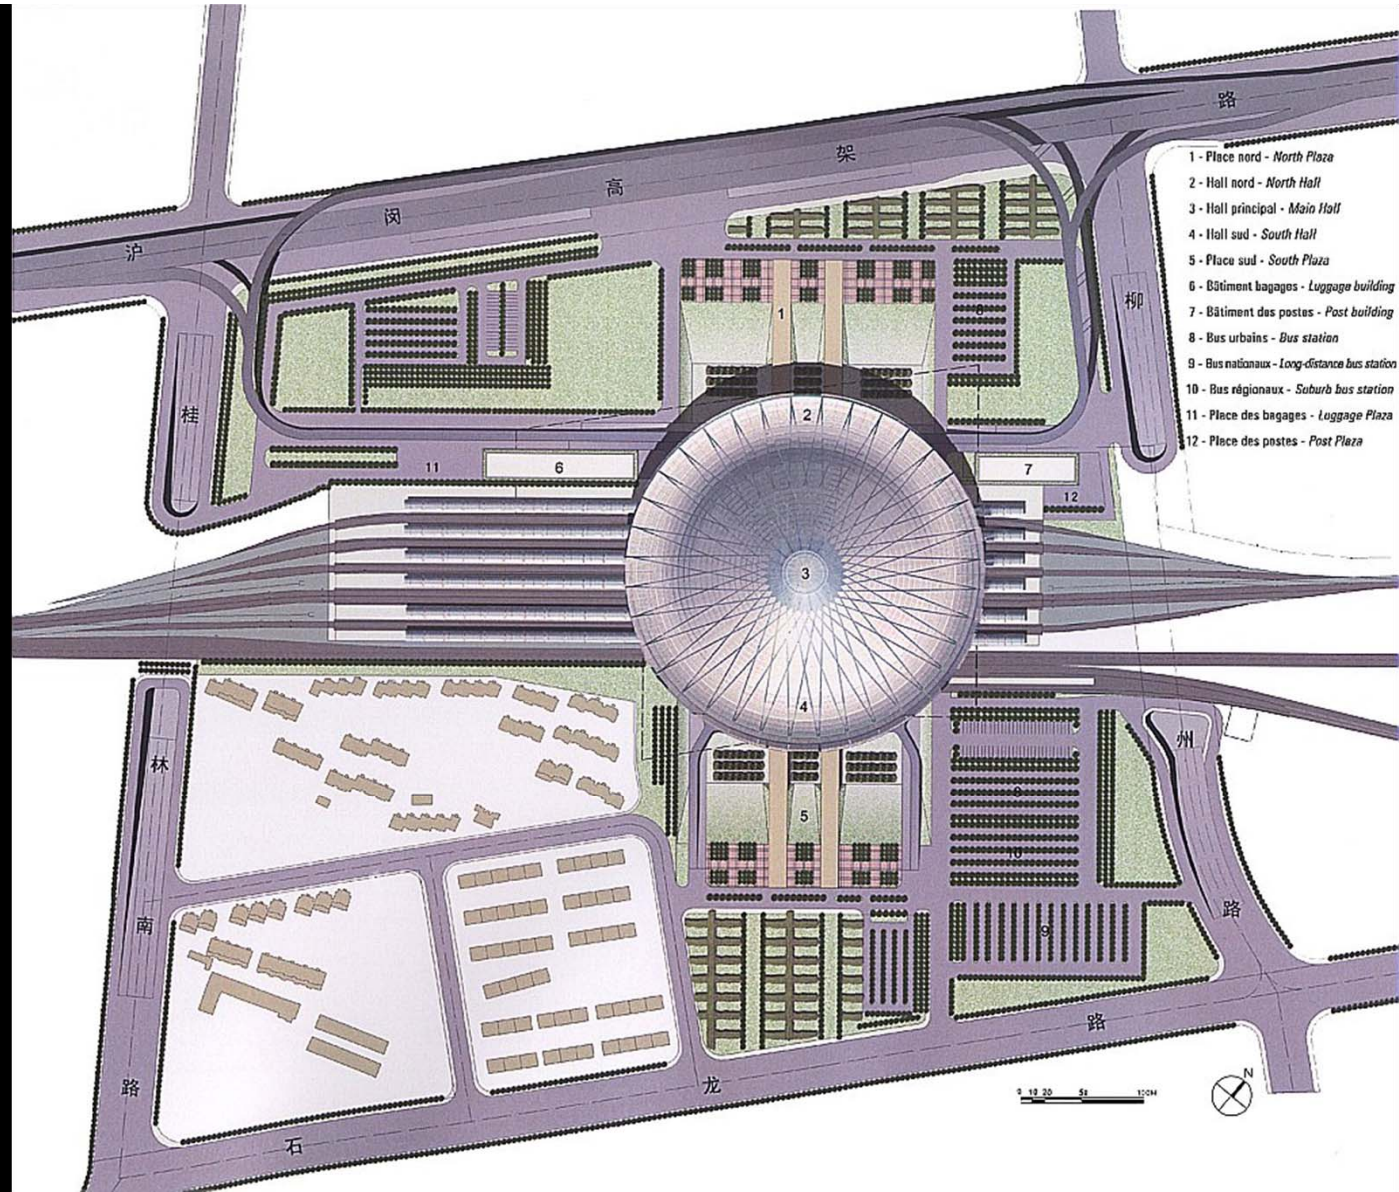 路
架
高
闵
沪
1 - Place nord - North Plaza
2 - Hall nord - North Hall
3 - Hall principal - Main Hall
4 - Hall sud - South Hall
5 - Place sud - South Plaza
6 - Bâtiment bagages - Luggage building
7 - Bâtiment des postes - Post building
8 - Bus urbains - Bus station
9 - Bus nationaux - Long-distance bus station
10 - Bus régionaux - Suburb bus station
11 - Place des bagages - Luggage Plaza
12 - Place des postes - Post Plaza
柳
1
8
桂
2
11
6
7
12
3
4
州
林
5
10
南
9
路
路
龙
路
石
N
0 10 20 50 100M